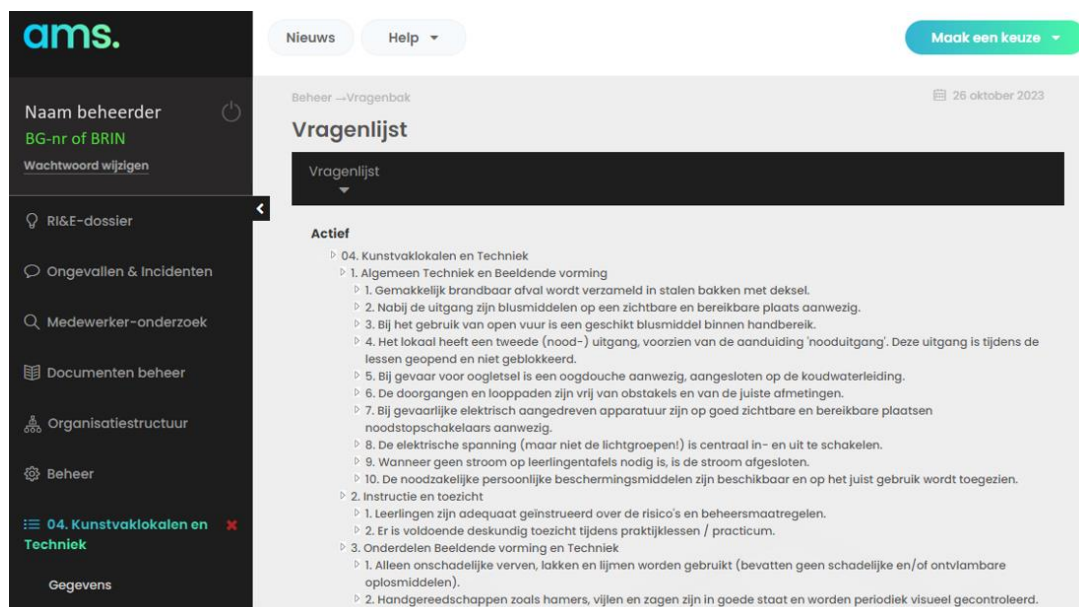 ams.
Nieuws
Help
Maak een keuze
Naam beheerder
BG-nr of BRIN
Wachtwoord wijzigen
RI&E-dossier
Ongevallen & Incidenten
Medewerker-onderzoek
Documenten beheer
Organisatiestructuur
Beheer
04. Kunstvaklokalen en
Techniek
Gegevens
Beheer →Vragenbak
26 oktober 2023
Vragenlijst
Vragenlijst
Actief
04. Kunstvaklokalen en Techniek
1. Algemeen Techniek en Beeldende vorming
1. Gemakkelijk brandbaar afval wordt verzameld in stalen bakken met deksel.
2. Nabij de uitgang zijn blusmiddelen op een zichtbare en bereikbare plaats aanwezig.
3. Bij het gebruik van open vuur is een geschikt blusmiddel binnen handbereik.
4. Het lokaal heeft een tweede (nood-) uitgang, voorzien van de aanduiding 'nooduitgang'. Deze uitgang is tijdens de
lessen geopend en niet geblokkeerd.
5. Bij gevaar voor oogletsel is een oogdouche aanwezig, aangesloten op de koudwaterleiding.
6. De doorgangen en looppaden zijn vrij van obstakels en van de juiste afmetingen.
7. Bij gevaarlijke elektrisch aangedreven apparatuur zijn op goed zichtbare en bereikbare plaatsen
noodstopschakelaars aanwezig.
8. De elektrische spanning (maar niet de lichtgroepen!) is centraal in- en uit te schakelen.
9. Wanneer geen stroom op leerlingentafels nodig is, is de stroom afgesloten.
10. De noodzakelijke persoonlijke beschermingsmiddelen zijn beschikbaar en op het juist gebruik wordt toegezien.
2. Instructie en toezicht
1. Leerlingen zijn adequaat geïnstrueerd over de risico's en beheersmaatregelen.
2. Er is voldoende deskundig toezicht tijdens praktijklessen / practicum.
3. Onderdelen Beeldende vorming en Techniek
1. Alleen onschadelijke verven, lakken en lijmen worden gebruikt (bevatten geen schadelijke en/of ontvlambare
oplosmiddelen).
2. Handgereedschappen zoals hamers, vijlen en zagen zijn in goede staat en worden periodiek visueel gecontroleerd.